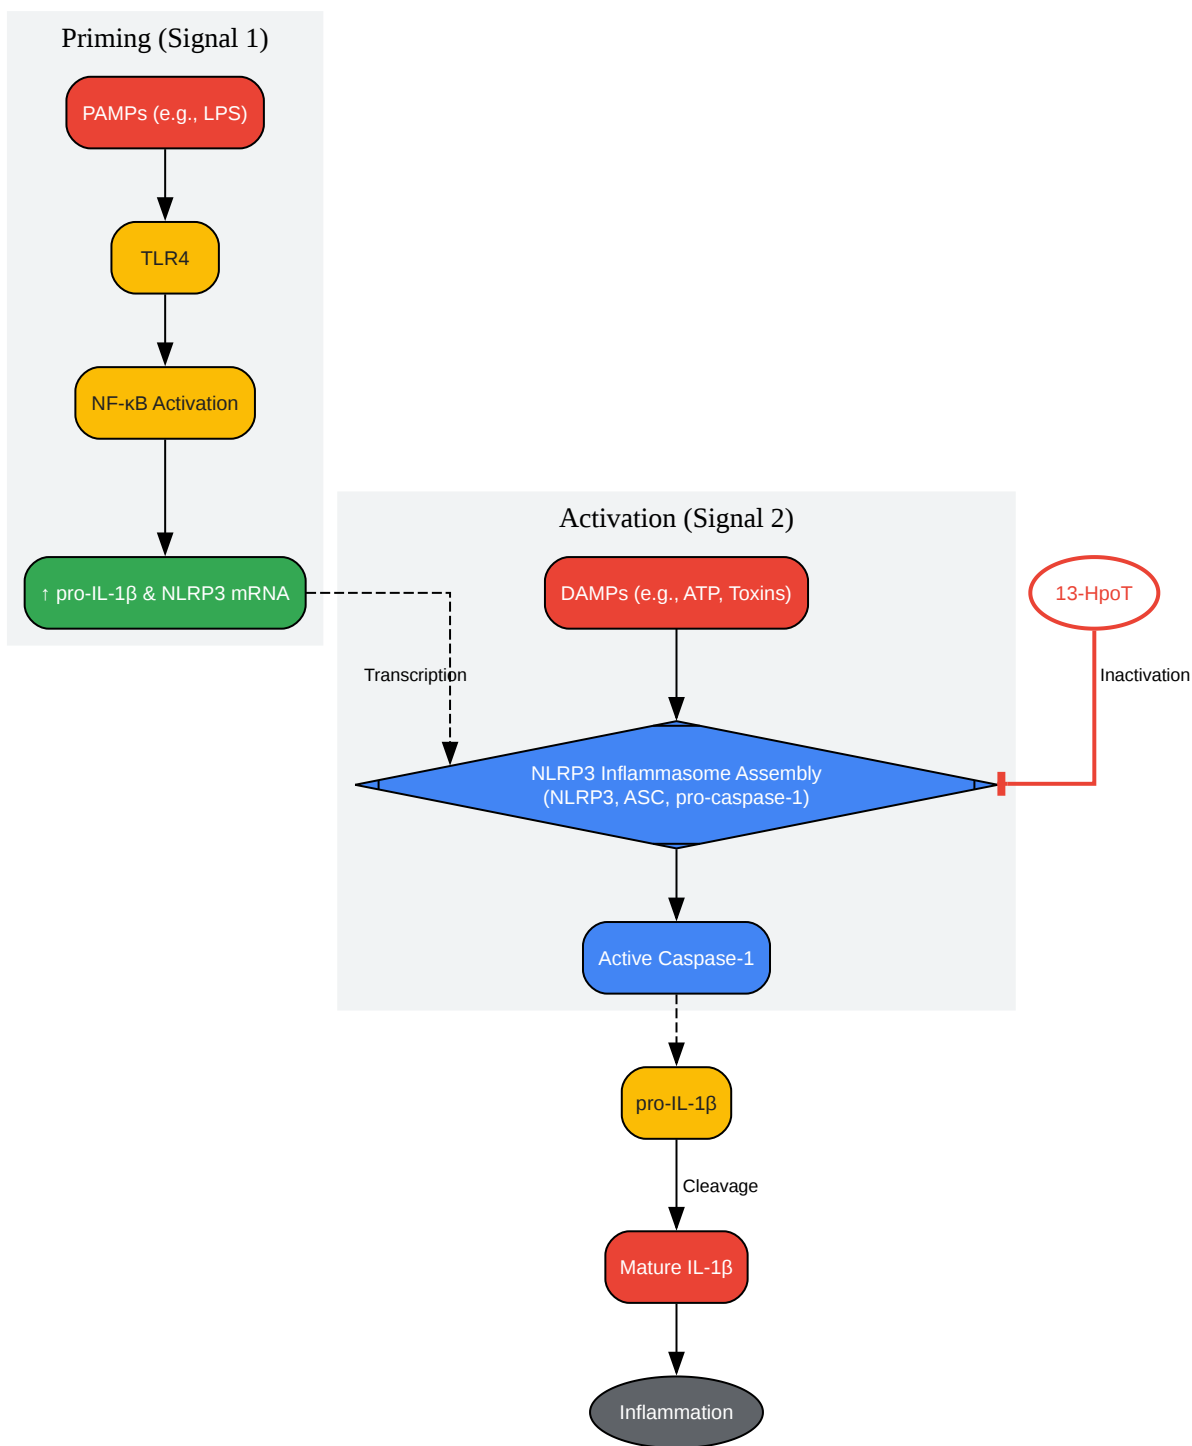 Priming (Signal 1)
PAMPs (e.g., LPS)
TLR4
NF-κB Activation
↑ pro-IL-1β & NLRP3 mRNA
Activation (Signal 2)
DAMPs (e.g., ATP, Toxins)
13-HpoT
Transcription
Inactivation
NLRP3 Inflammasome Assembly
(NLRP3, ASC, pro-caspase-1)
Active Caspase-1
pro-IL-1β
Cleavage
Mature IL-1β
Inflammation